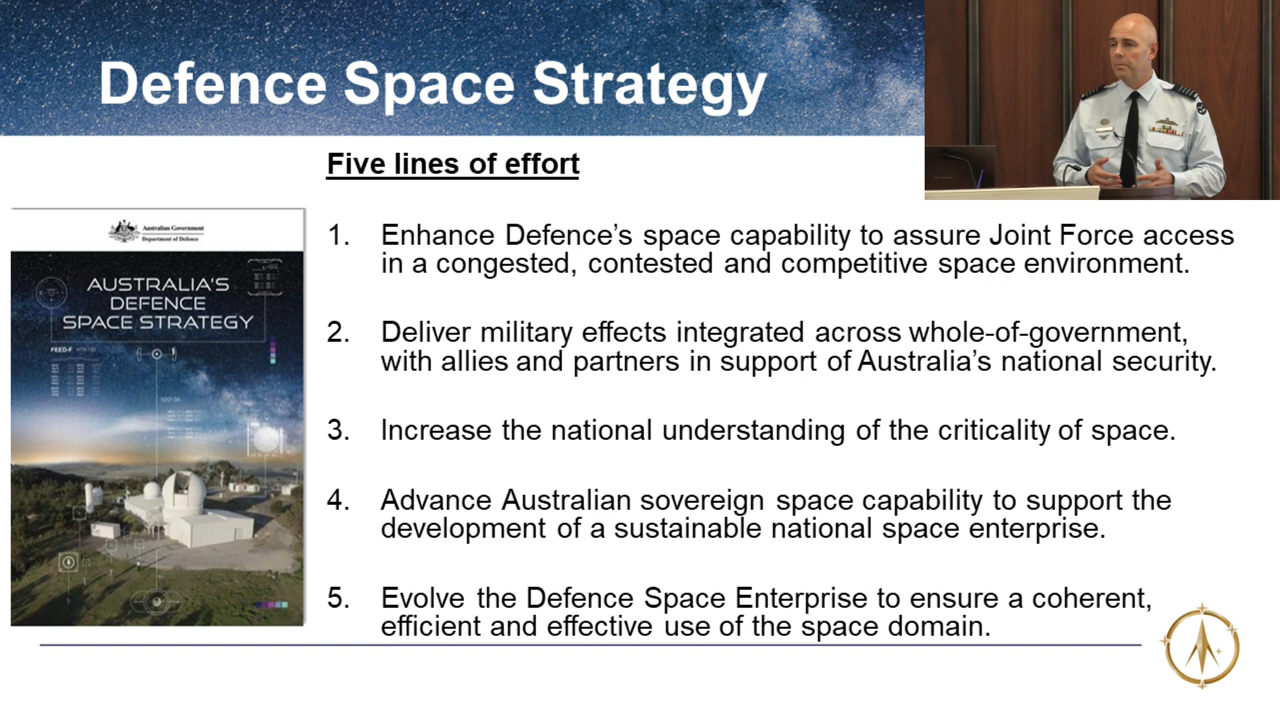 Defence Space Strategy
Five lines of effort
Australian Government
Department of Defence
AUSTRALIA'S
DEFENCE
SPACE STRATEGY
FEED-F
1. Enhance Defence’s space capability to assure Joint Force access
in a congested, contested and competitive space environment.
2. Deliver military effects integrated across whole-of-government,
with allies and partners in support of Australia’s national security.
3. Increase the national understanding of the criticality of space.
4. Advance Australian sovereign space capability to support the
development of a sustainable national space enterprise.
5. Evolve the Defence Space Enterprise to ensure a coherent,
efficient and effective use of the space domain.